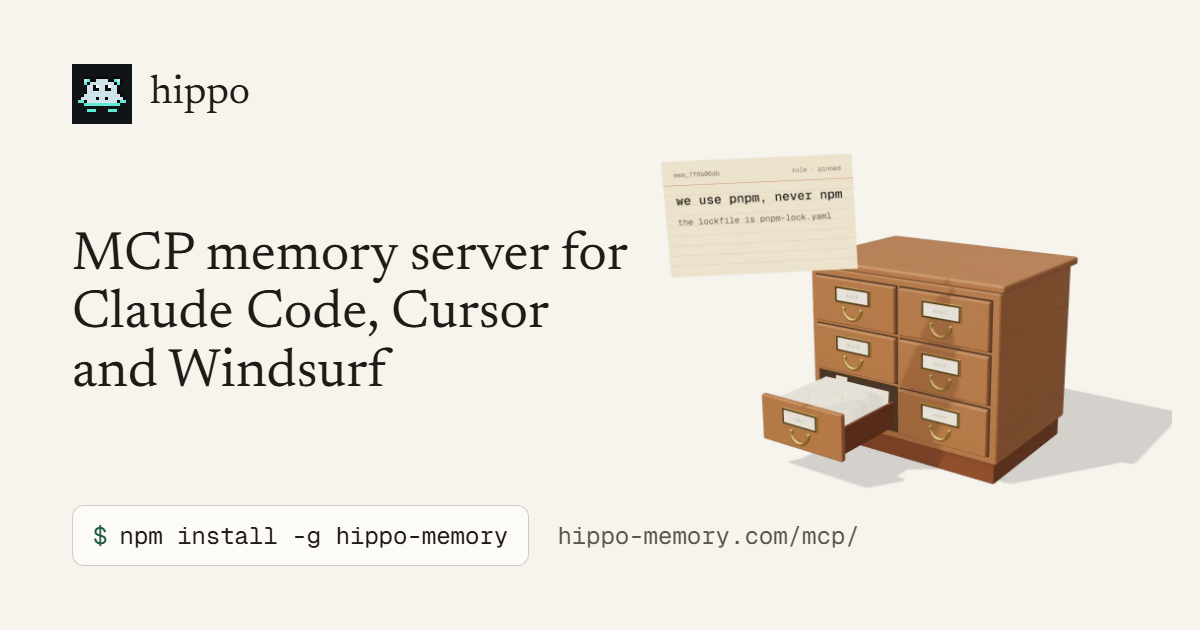 hippo
mem_7f0b06db
rule · pinned
we use pnpm, never npm
the lockfile is pnpm-lock.yaml
MCP memory server for
Claude Code, Cursor
and Windsurf
$ npm install -g hippo-memory
hippo-memory.com/mcp/